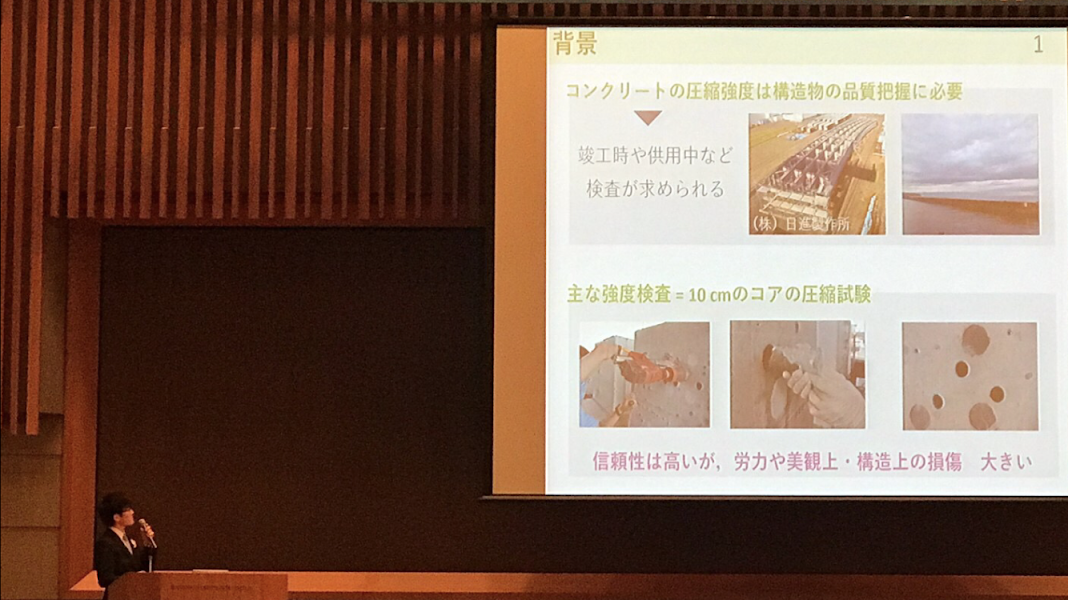 背景
1
コンクリートの圧縮強度は構造物の品質把握に必要
竣工時や供用中など
検査が求められる
(株)日進製作所
主な強度検査 = 10 cmのコアの圧縮試験
信頼性は高いが, 労力や美観上・構造上の損傷 大きい